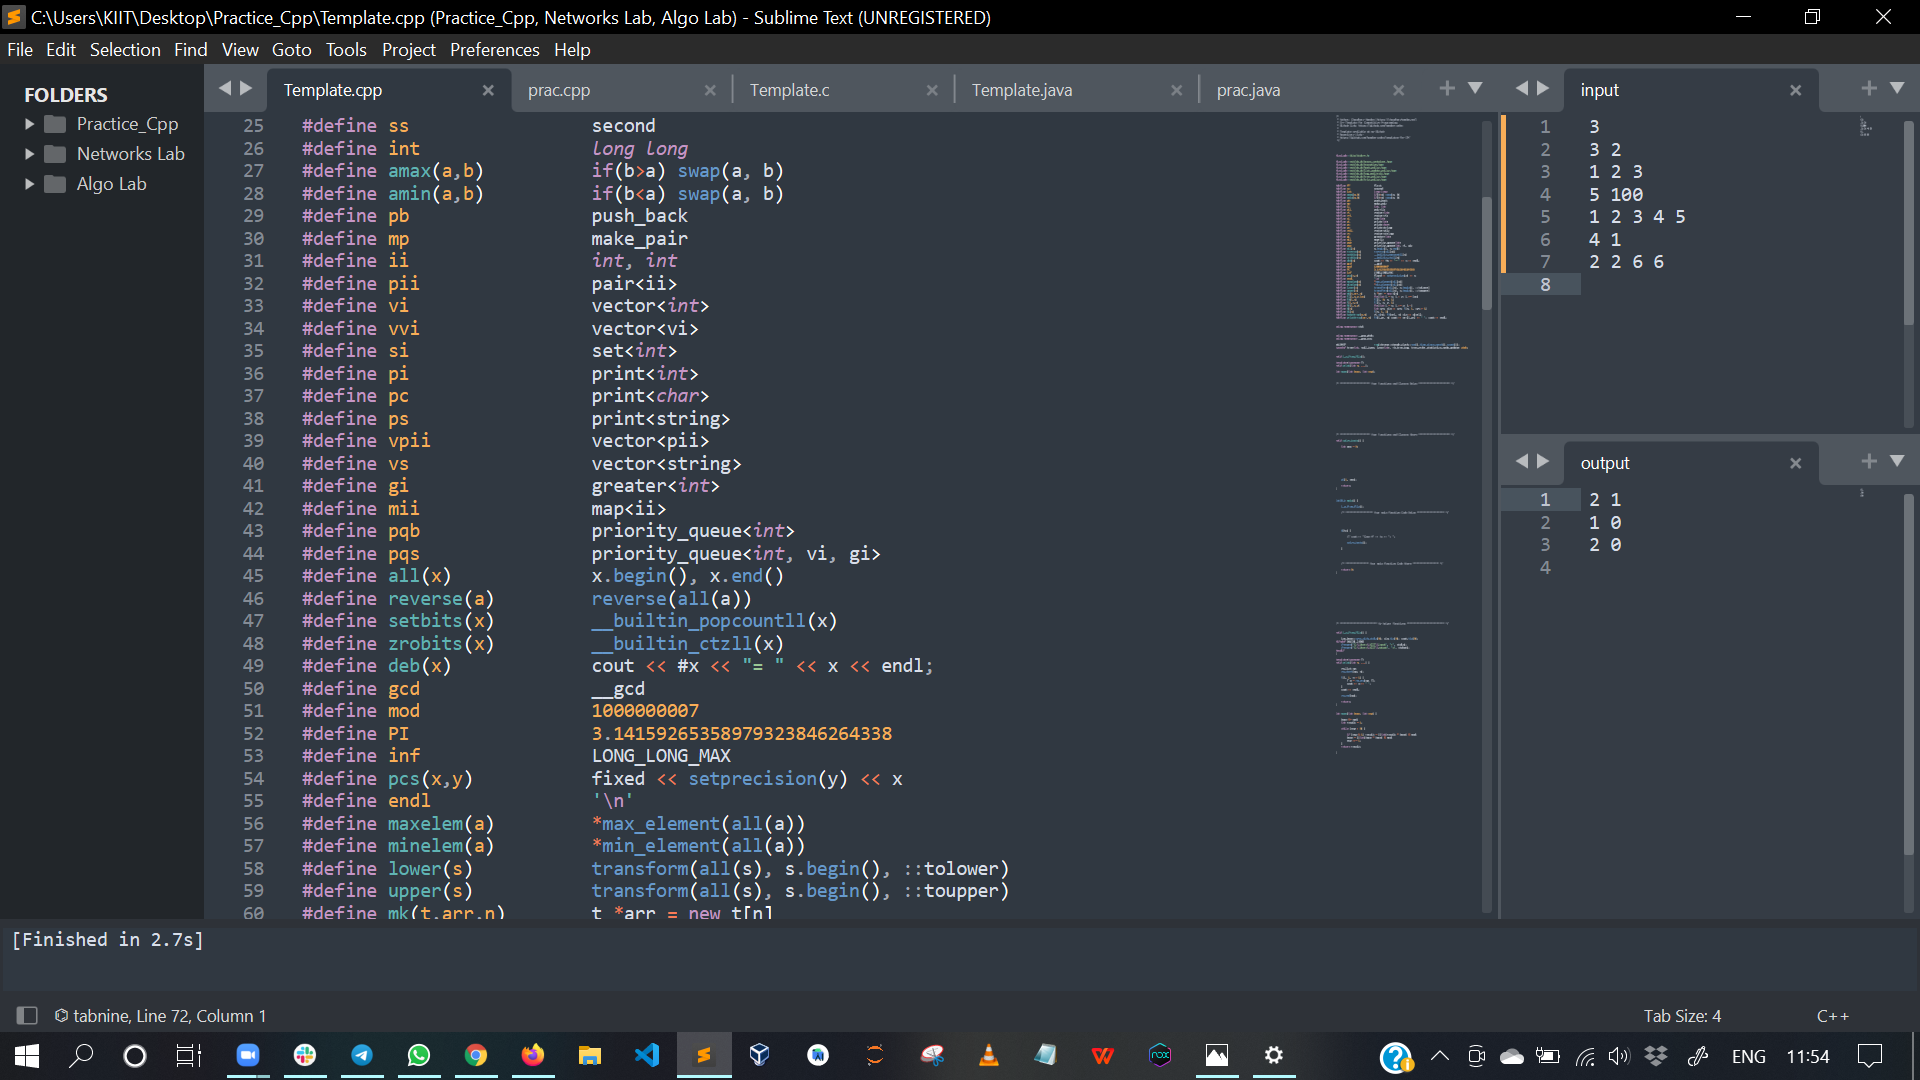 C:\Users\KIIT\Desktop\Practice_Cpp\Template.cpp (Practice_Cpp, Networks Lab, Algo Lab) - Sublime Text (UNREGISTERED)
File Edit Selection Find View Goto Tools Project Preferences Help
FOLDERS
Practice_Cpp
Networks Lab
Algo Lab
Template.cpp prac.cpp Template.c Template.java prac.java
25 #define ss second
26 #define int long long
27 #define amax(a,b) if(b>a) swap(a, b)
28 #define amin(a,b) if(b<a) swap(a, b)
29 #define pb push_back
30 #define mp make_pair
31 #define ii int, int
32 #define pii pair<ii>
33 #define vi vector<int>
34 #define vvi vector<vi>
35 #define si set<int>
36 #define pi print<int>
37 #define pc print<char>
38 #define ps print<string>
39 #define vpii vector<pii>
40 #define vs vector<string>
41 #define gi greater<int>
42 #define mii map<ii>
43 #define pqb priority_queue<int>
44 #define pqs priority_queue<int, vi, gi>
45 #define all(x) x.begin(), x.end()
46 #define reverse(a) reverse(all(a))
47 #define setbits(x) __builtin_popcountll(x)
48 #define zrobits(x) __builtin_ctzll(x)
49 #define deb(x) cout << #x << "= " << x << endl;
50 #define gcd __gcd
51 #define mod 1000000007
52 #define PI 3.14159265358979323846264338
53 #define inf LONG_LONG_MAX
54 #define pcs(x,y) fixed << setprecision(y) << x
55 #define endl '\n'
56 #define maxelem(a) *max_element(all(a))
57 #define minelem(a) *min_element(all(a))
58 #define lower(s) transform(all(s), s.begin(), ::tolower)
59 #define upper(s) transform(all(s), s.begin(), ::toupper)
60 #define mk(t,arr,n) t *arr = new t[n]
input
1 3
2 3 2
3 1 2 3
4 5 100
5 1 2 3 4 5
6 4 1
7 2 2 6 6
8
output
1 2 1
2 1 0
3 2 0
4
[Finished in 2.7s]
tabnine, Line 72, Column 1
Tab Size: 4 C++
ENG 11:54